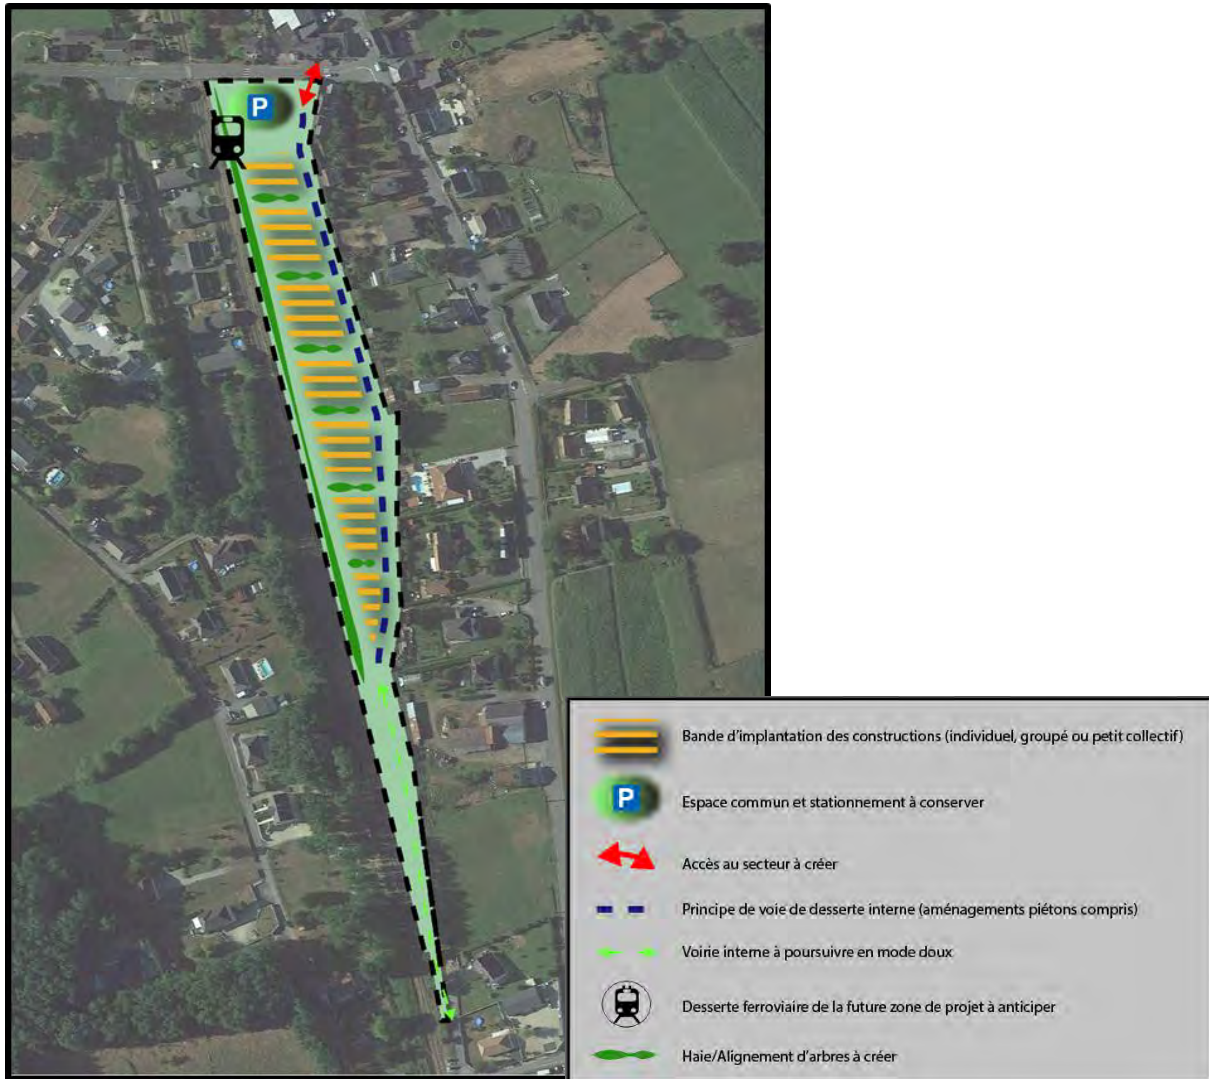 P
Bande d'implantation des constructions (individuel, groupé ou petit collectif)
P
Espace commun et stationnement à conserver
Accès au secteur à créer
Principe de voie de desserte interne (aménagements piétons compris)
Voirie interne à poursuivre en mode doux
Desserte ferroviaire de la future zone de projet à anticiper
Haie/Alignement d'arbres à créer